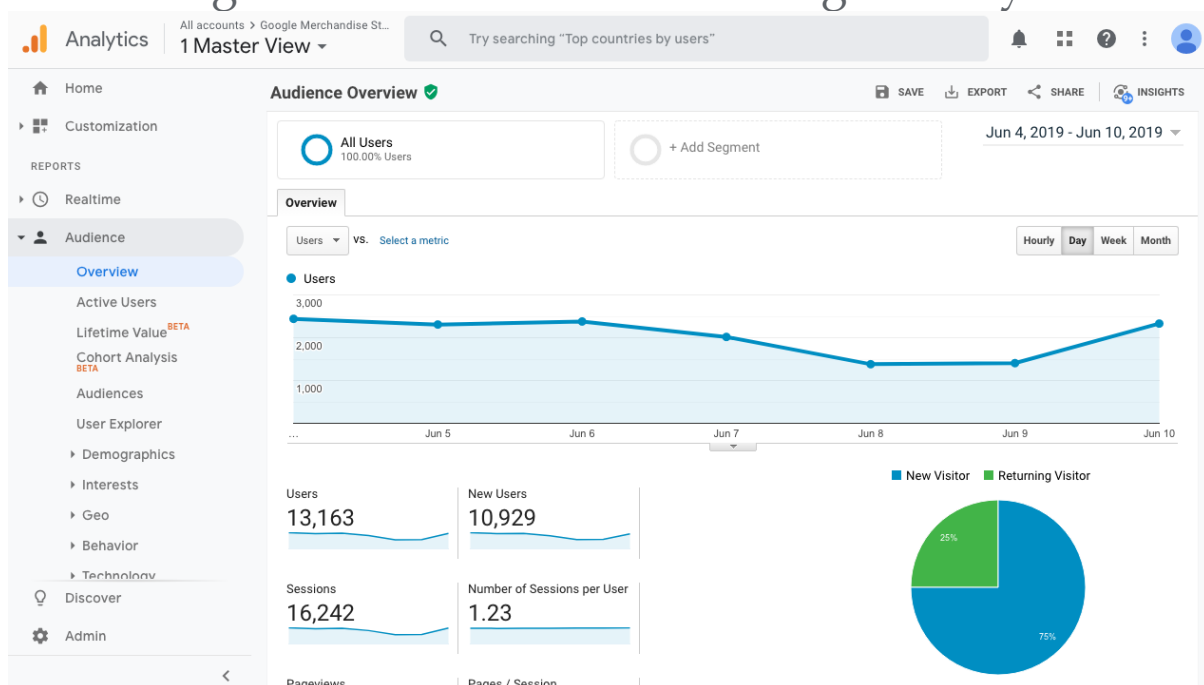 All accounts > Google Merchandise St...
Analytics
1 Master View
Try searching “Top countries by users”
Home
Customization
REPORTS
Realtime
Audience
Overview
Active Users
Lifetime Value BETA
Cohort Analysis
BETA
Audiences
User Explorer
Demographics
Interests
Geo
Behavior
Technology
Discover
Admin
Audience Overview
SAVE
EXPORT
SHARE
9+
INSIGHTS
All Users
100.00% Users
+ Add Segment
Jun 4, 2019 - Jun 10, 2019
Overview
Users
VS.
Select a metric
Hourly
Day
Week
Month
Users
3,000
2,000
1,000
...
Jun 5
Jun 6
Jun 7
Jun 8
Jun 9
Jun 10
New Visitor
Returning Visitor
Users
13,163
New Users
10,929
Sessions
16,242
Number of Sessions per User
1.23
25%
75%
Pageviews
Pages / Session